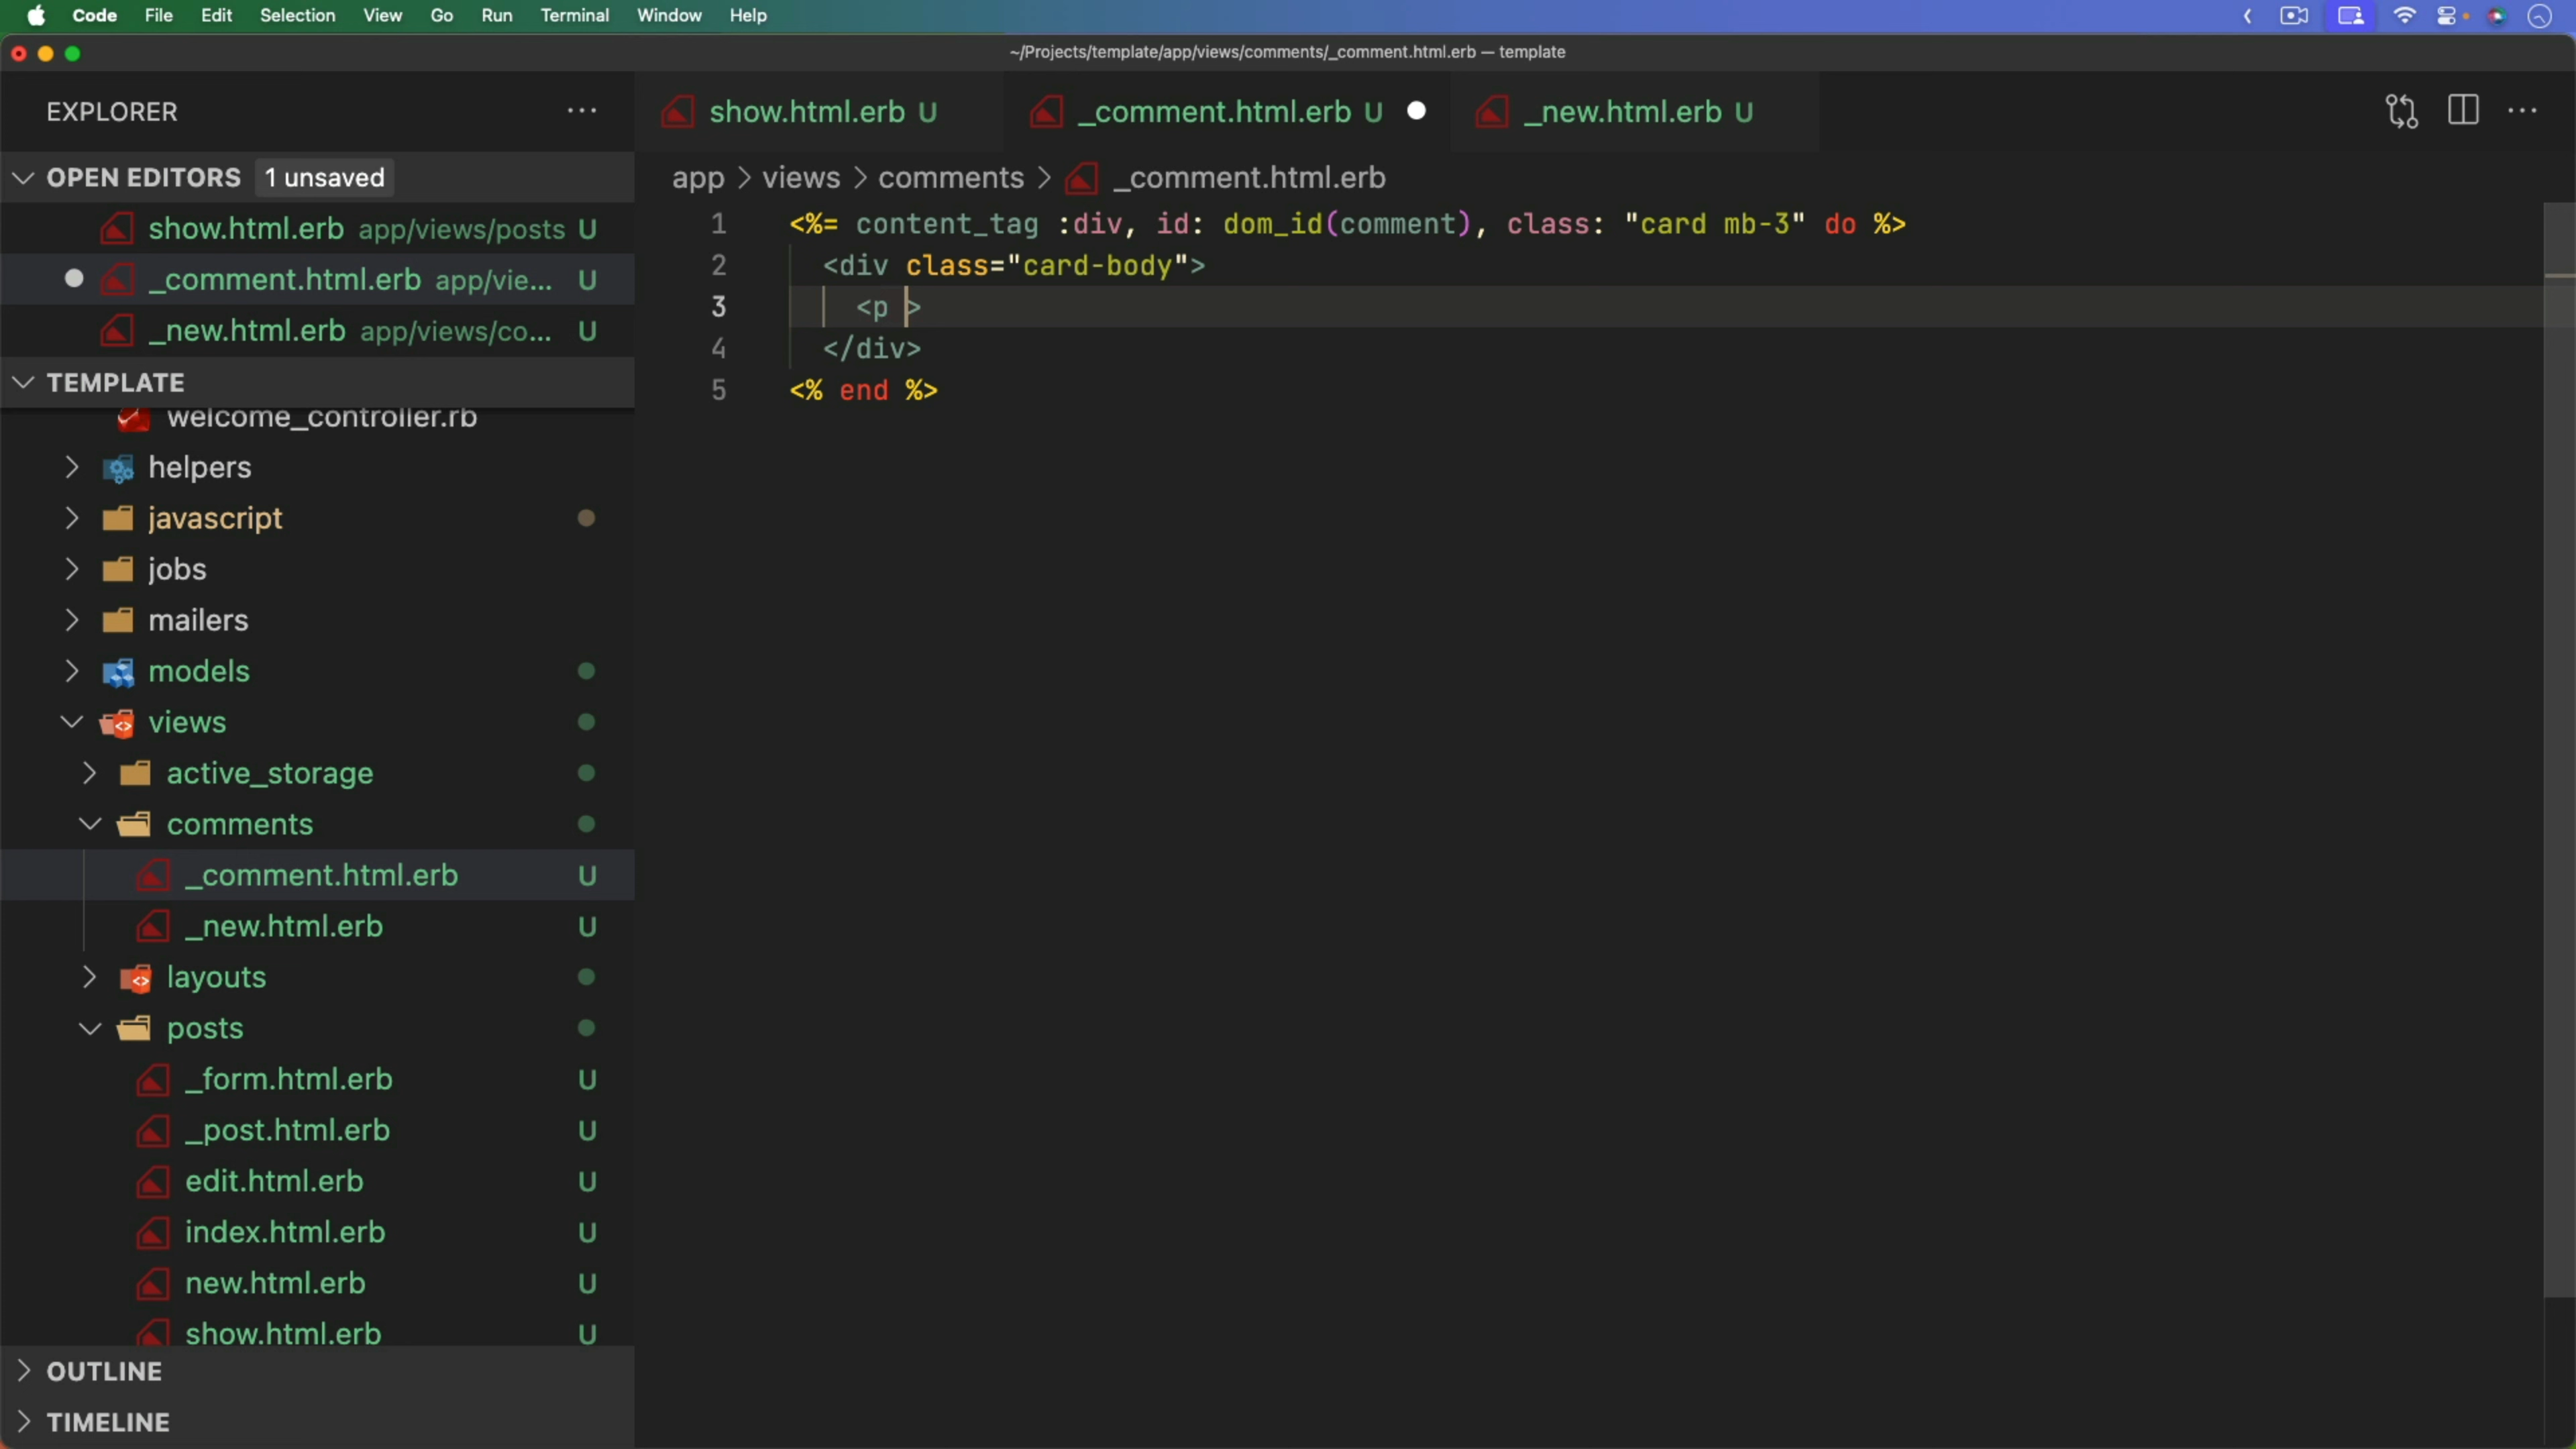 Code File Edit Selection View Go Run Terminal Window Help
~/Projects/template/app/views/comments/_comment.html.erb — template
EXPLORER
OPEN EDITORS 1 unsaved
show.html.erb app/views/posts U
_comment.html.erb app/vie... U
_new.html.erb app/views/co... U
TEMPLATE
welcome_controller.rb
helpers
javascript
jobs
mailers
models
views
active_storage
comments
_comment.html.erb U
_new.html.erb U
layouts
posts
_form.html.erb U
_post.html.erb U
edit.html.erb U
index.html.erb U
new.html.erb U
show.html.erb U
OUTLINE
TIMELINE
show.html.erb U _comment.html.erb U _new.html.erb U
app > views > comments > _comment.html.erb
1 <%= content_tag :div, id: dom_id(comment), class: "card mb-3" do %>
2 <div class="card-body">
3 <p >
4 </div>
5 <% end %>